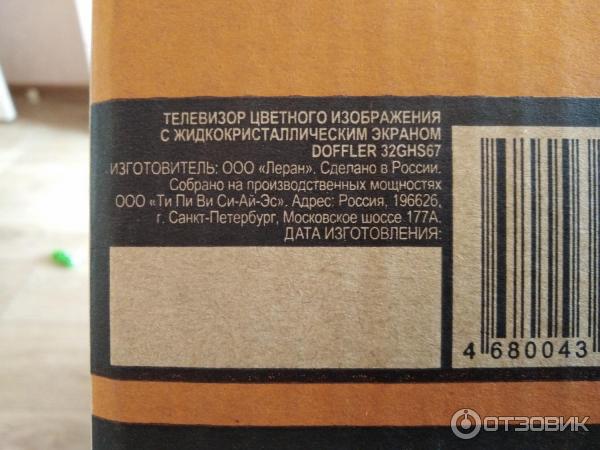 ТЕЛЕВИЗОР ЦВЕТНОГО ИЗОБРАЖЕНИЯ
С ЖИДКОКРИСТАЛЛИЧЕСКИМ ЭКРАНОМ
DOFFLER 32GHS67
ИЗГОТОВИТЕЛЬ: ООО «Леран». Сделано в России.
Собрано на производственных мощностях
ООО «Ти Пи Ви Си-Ай-Эс». Адрес: Россия, 196626,
г. Санкт-Петербург, Московское шоссе 177А.
ДАТА ИЗГОТОВЛЕНИЯ:
4 680043
ОТЗОВИК